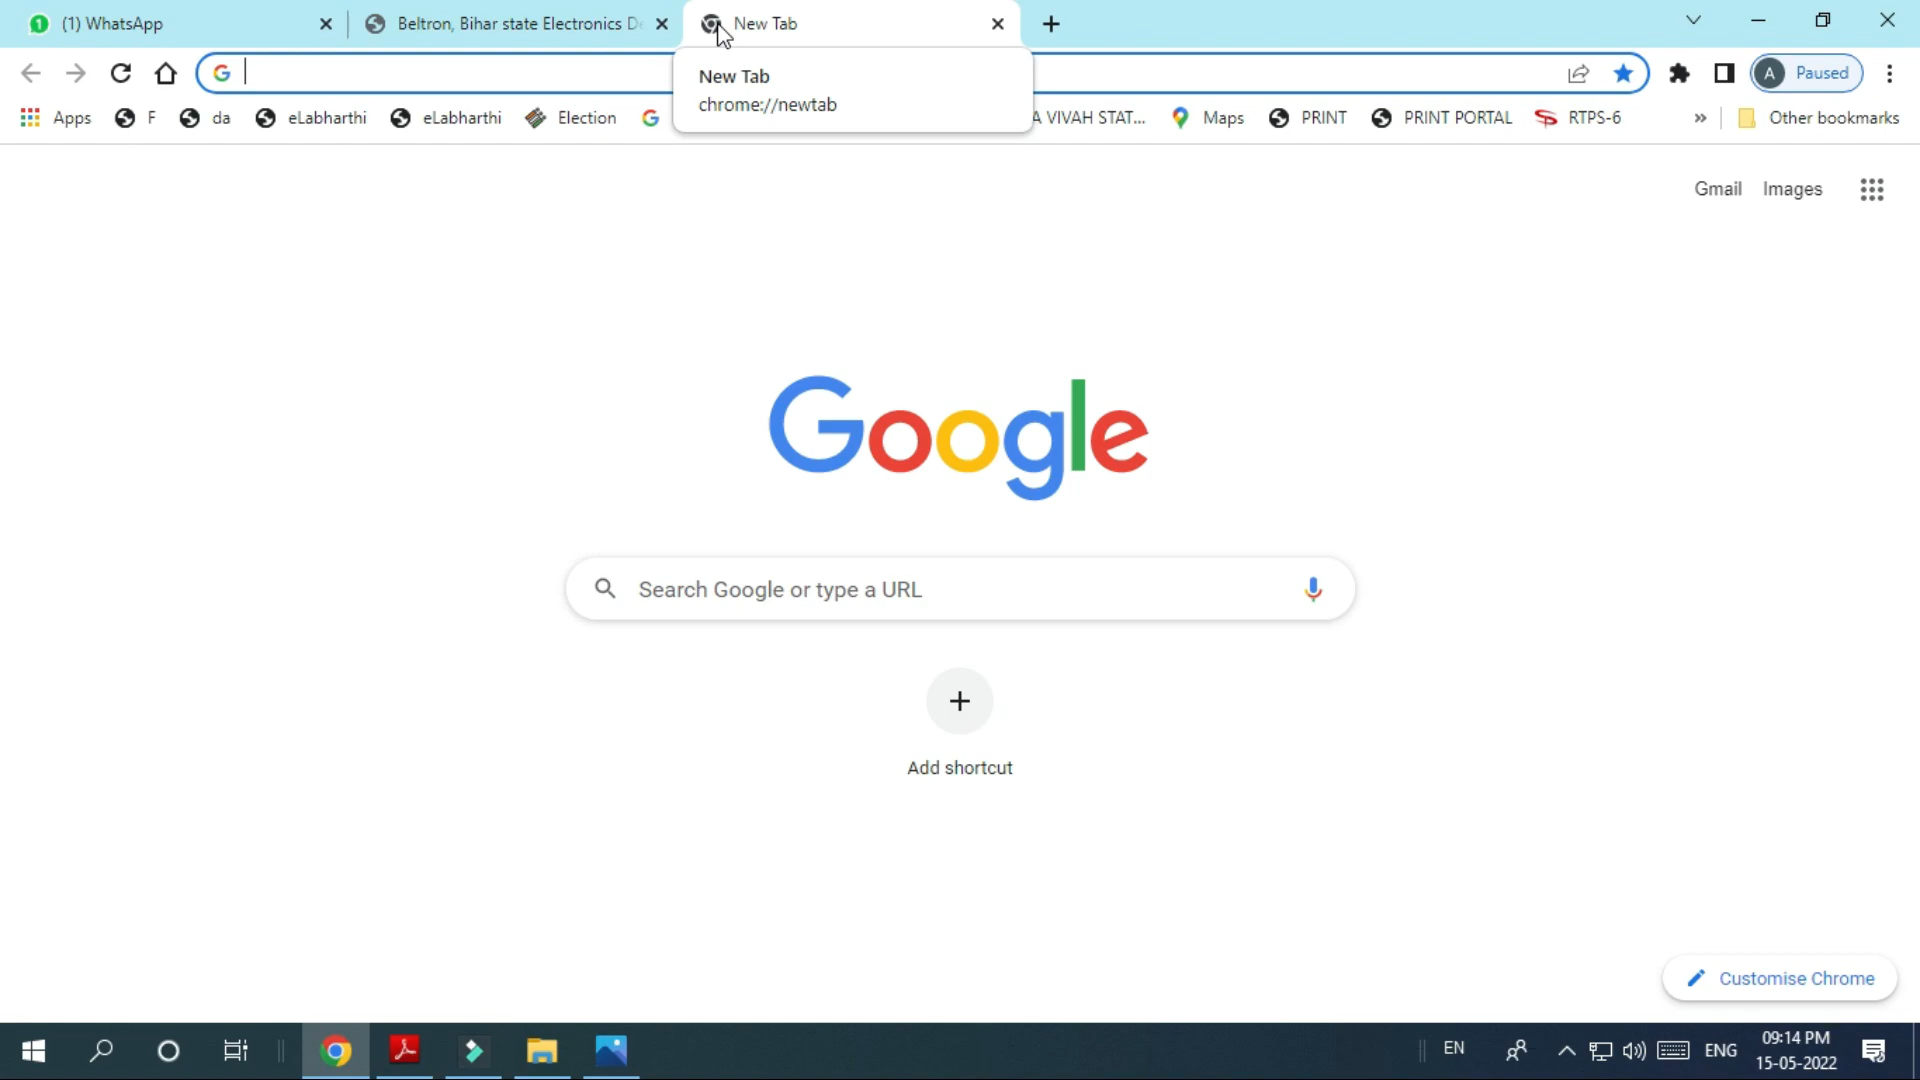 (1) WhatsApp
Beltron, Bihar state Electronics De
New Tab
New Tab
chrome://newtab
A Paused
Apps F da eLabharthi eLabharthi Election A VIVAH STAT... Maps PRINT PRINT PORTAL RTPS-6 » Other bookmarks
Gmail Images
Google
Search Google or type a URL
Add shortcut
Customise Chrome
EN ENG 09:14 PM
15-05-2022